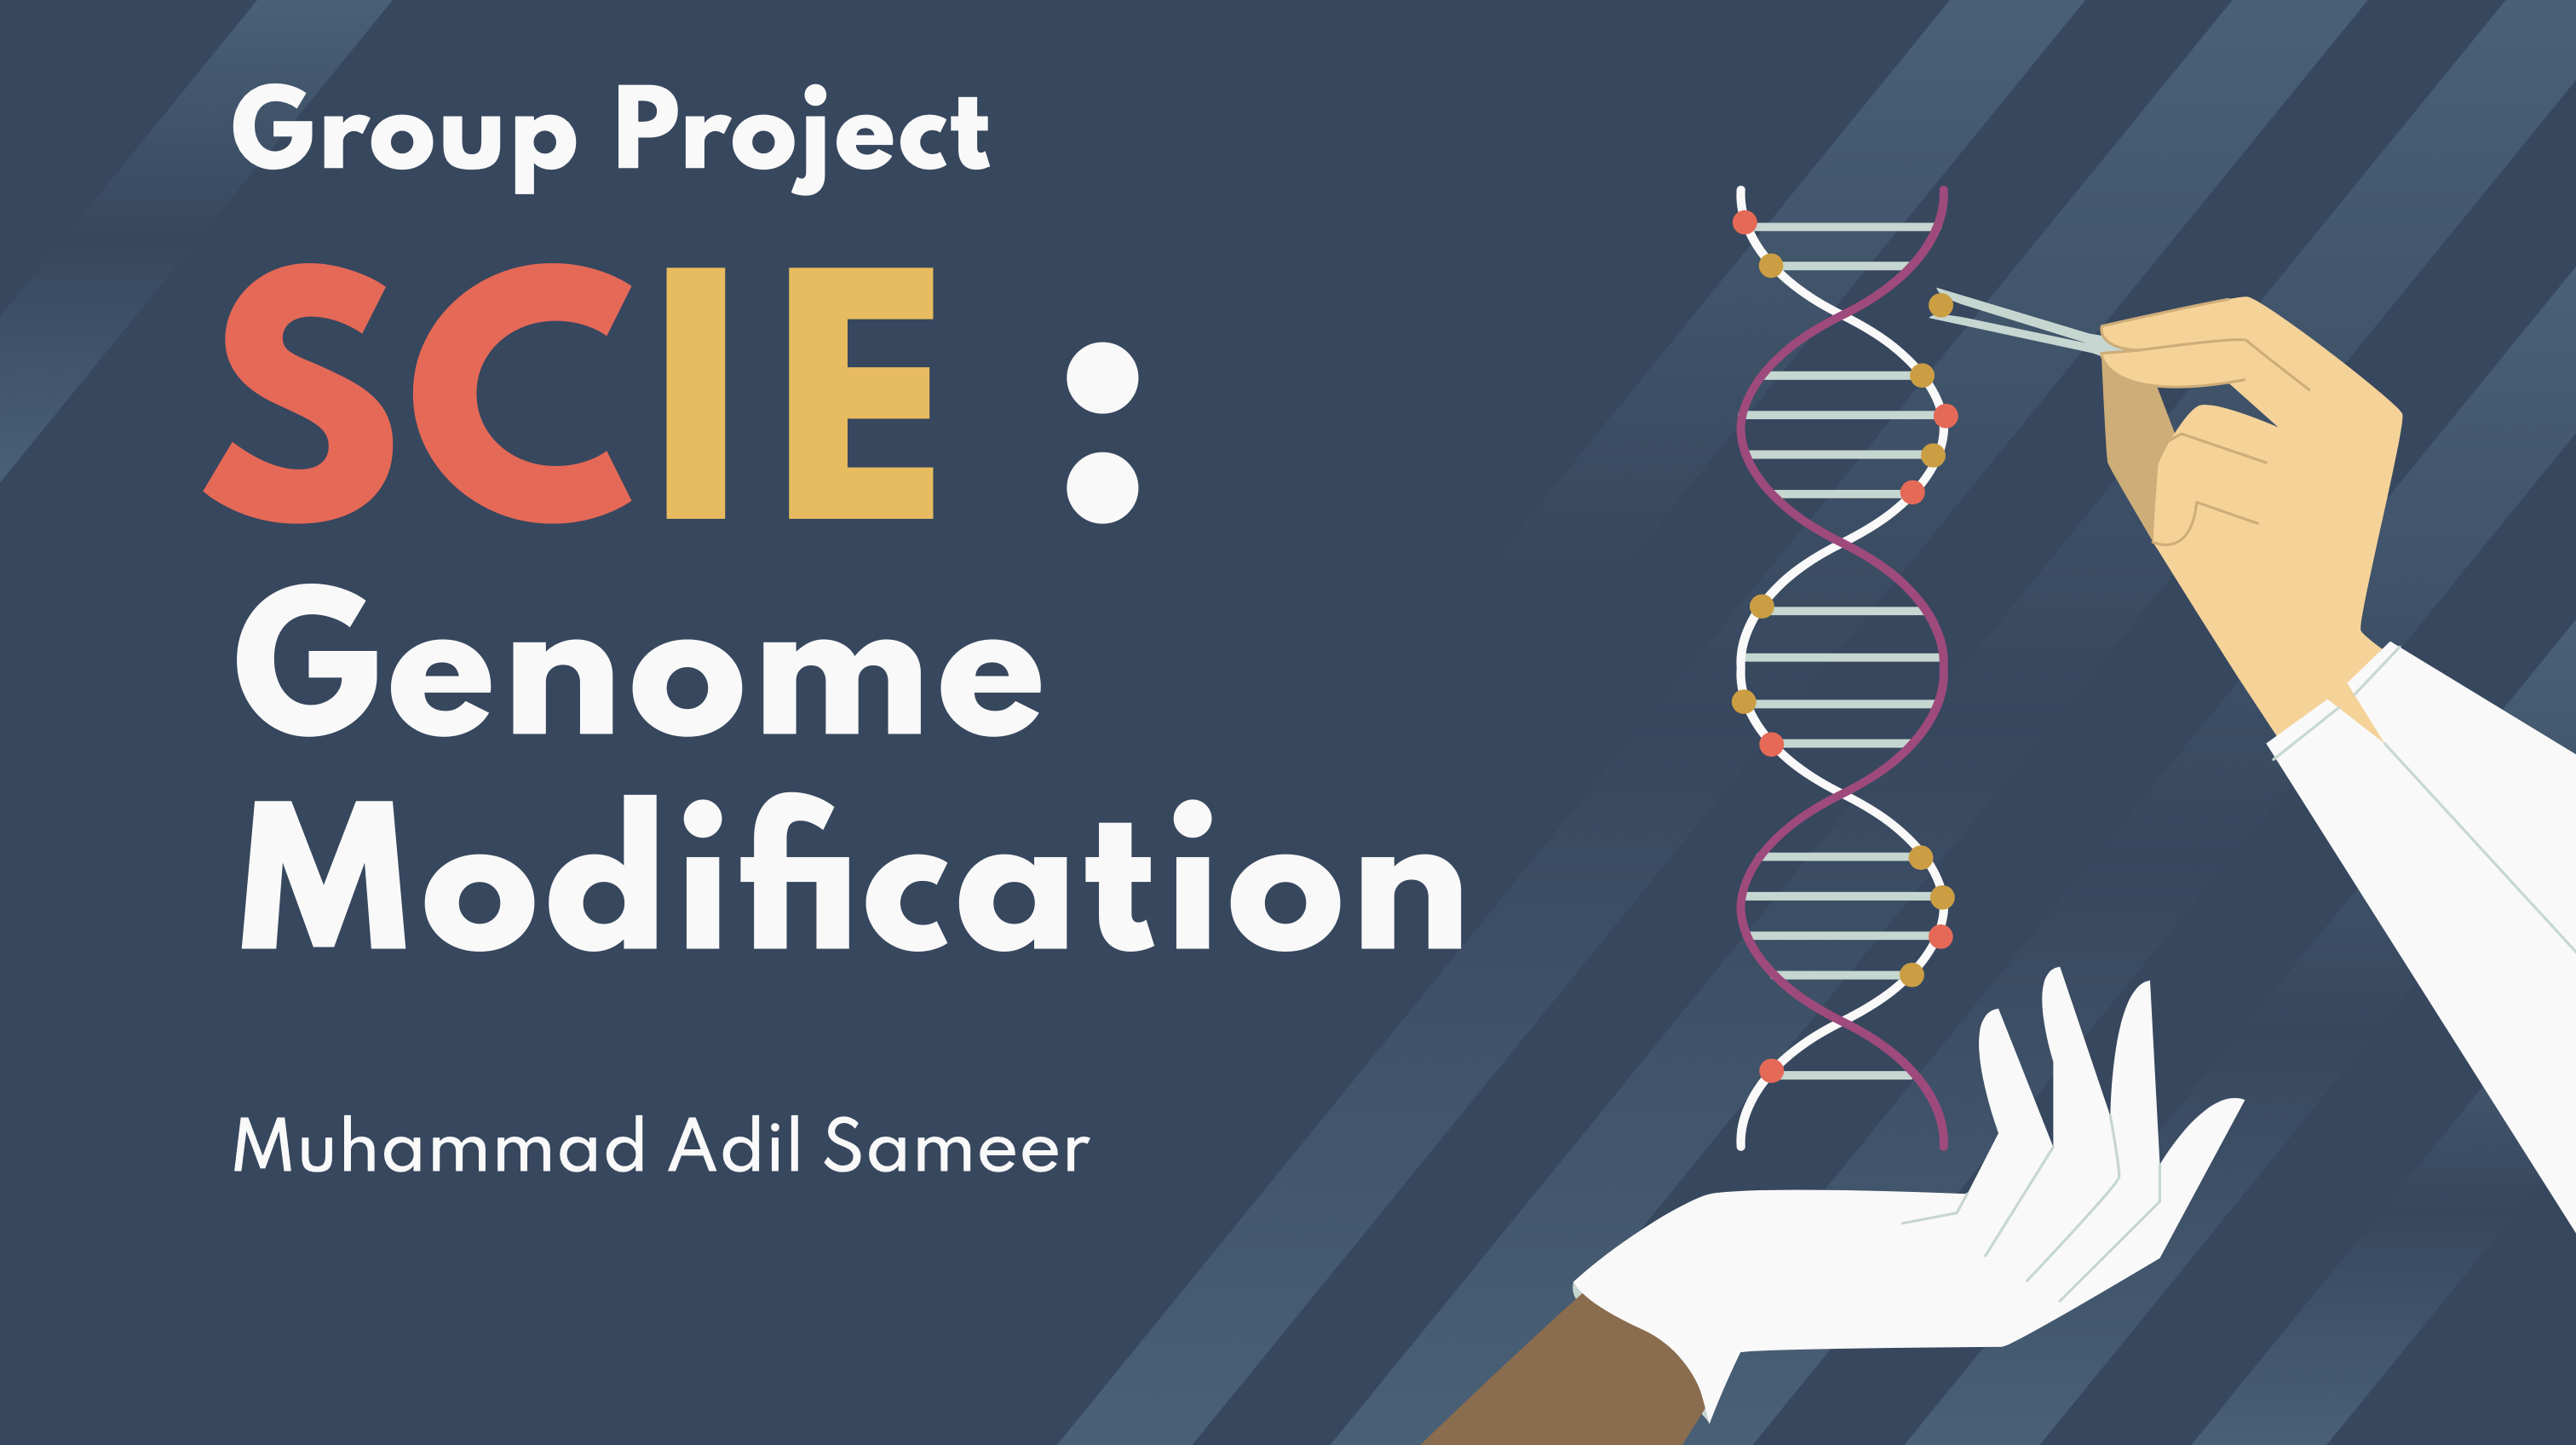 Group Project
SCIE :
Genome
Modification
Muhammad Adil Sameer